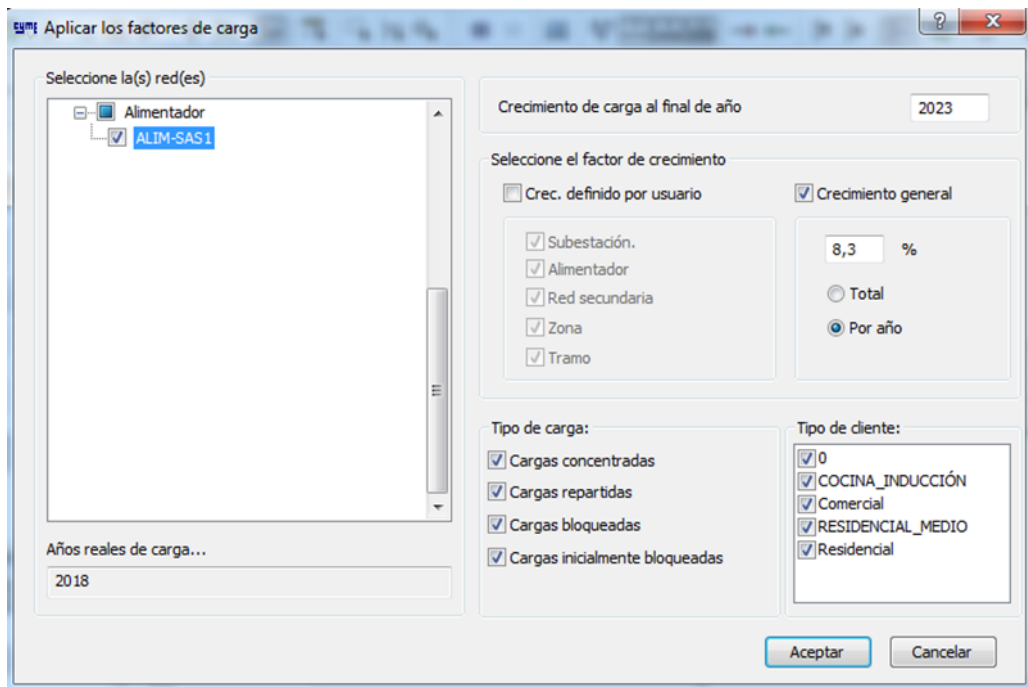 CYME Aplicar los factores de carga
Seleccione la(s) red(es)
Alimentador
ALIM-SAS1
Años reales de carga...
2018
Crecimiento de carga al final de año 2023
Seleccione el factor de crecimiento
Crec. definido por usuario
Subestación.
Alimentador
Red secundaria
Zona
Tramo
Crecimiento general
8,3 %
Total
Por año
Tipo de carga:
Cargas concentradas
Cargas repartidas
Cargas bloqueadas
Cargas inicialmente bloqueadas
Tipo de cliente:
0
COCINA_INDUCCIÓN
Comercial
RESIDENCIAL_MEDIO
Residencial
Aceptar Cancelar